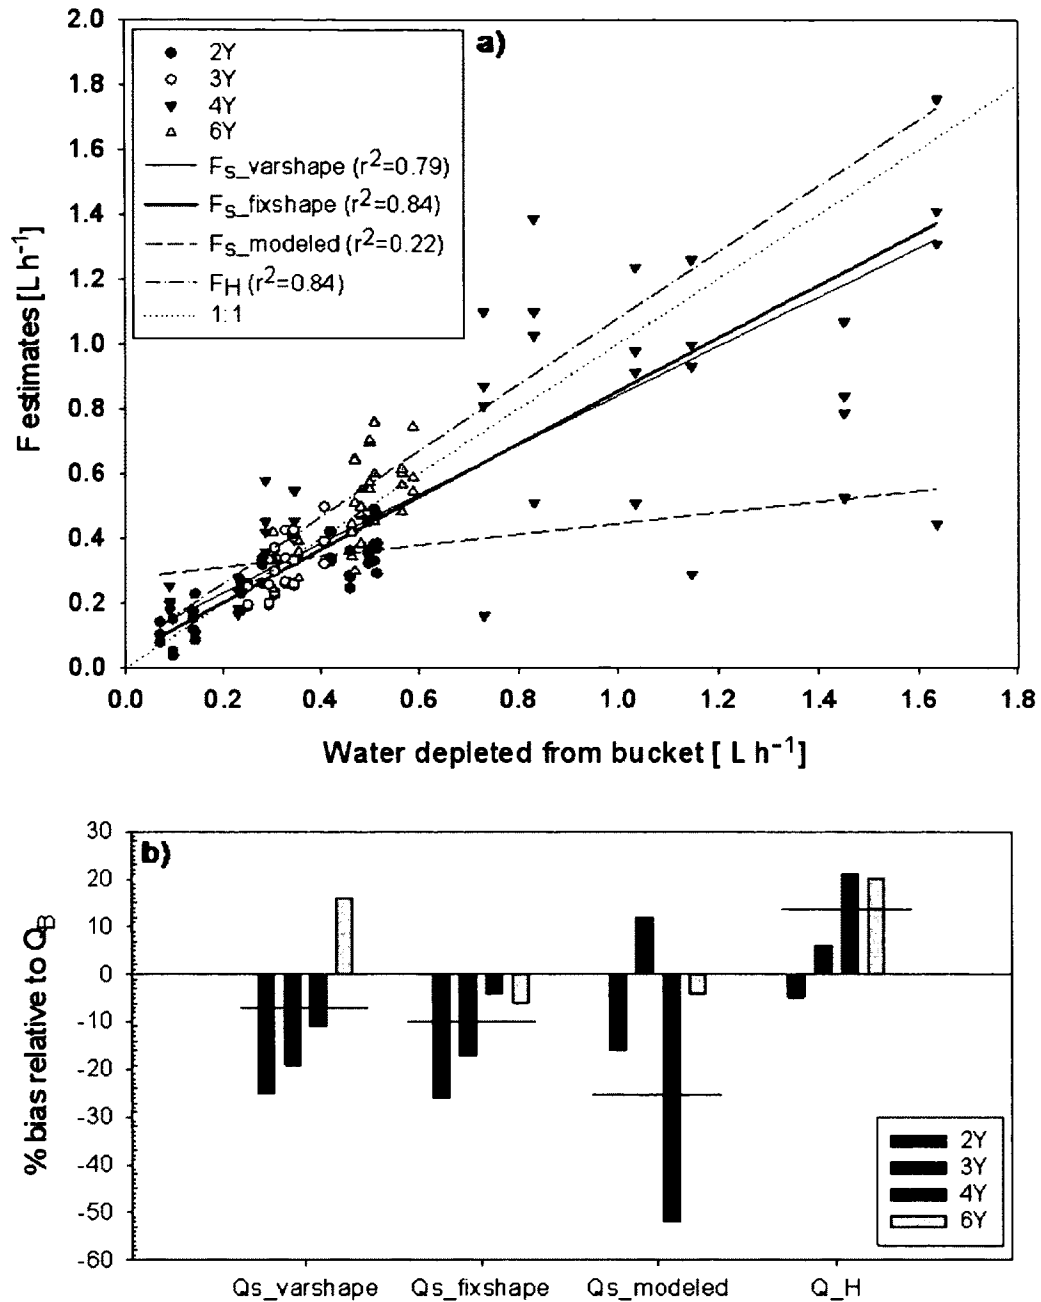 2.0
1.8
1.6
1.4
1.2
1.0
0.8
0.6
0.4
0.2
0.0
F estimates [L h-1]
a)
2Y
3Y
4Y
6Y
Fs_varshape (r2=0.79)
Fs_fixshape (r2=0.84)
Fs_modeled (r2=0.22)
FH (r2=0.84)
1:1
0.0 0.2 0.4 0.6 0.8 1.0 1.2 1.4 1.6 1.8
Water depleted from bucket [ L h-1]
30
20
10
0
-10
-20
-30
-40
-50
-60
% bias relative to QB
b)
2Y
3Y
4Y
6Y
Qs_varshape Qs_fixshape Qs_modeled Q_H